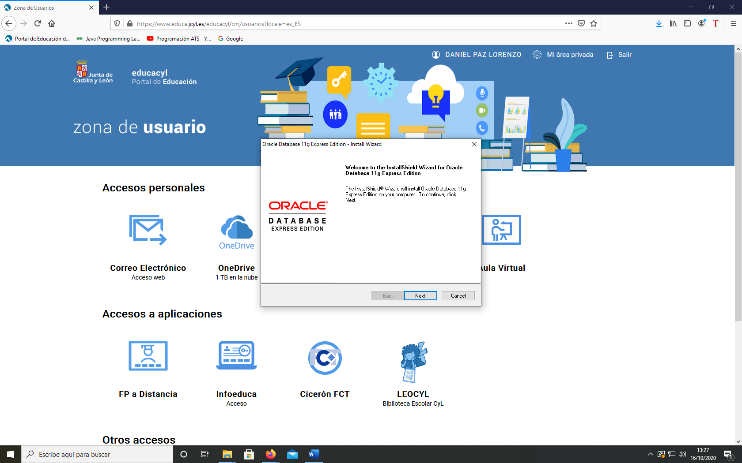 Zona de Usuarios
https://www.educa.jcyl.es/educacyl/cm/usuarios?locale=es_ES
Portal de Educación d...
Java Programming La...
Programación ATS - Y...
Google
DANIEL PAZ LORENZO
Mi área privada
Salir
Junta de
Castilla y León
educacyl
Portal de Educación
zona de usuario
Oracle Database 11g Express Edition - Install Wizard
Welcome to the InstallShield Wizard for Oracle
Database 11g Express Edition
The InstallShield® Wizard will install Oracle Database 11g
Express Edition on your computer. To continue, click
Next.
ORACLE
DATABASE
EXPRESS EDITION
Back
Next
Cancel
Accesos personales
OneDrive
Correo Electrónico
Acceso web
OneDrive
1 TB en la nube
Aula Virtual
Accesos a aplicaciones
FP a Distancia
Infoeduca
Acceso
Cicerón FCT
LEOCYL
Biblioteca Escolar CyL
Otros accesos
Escribe aquí para buscar
13:27
16/10/2020